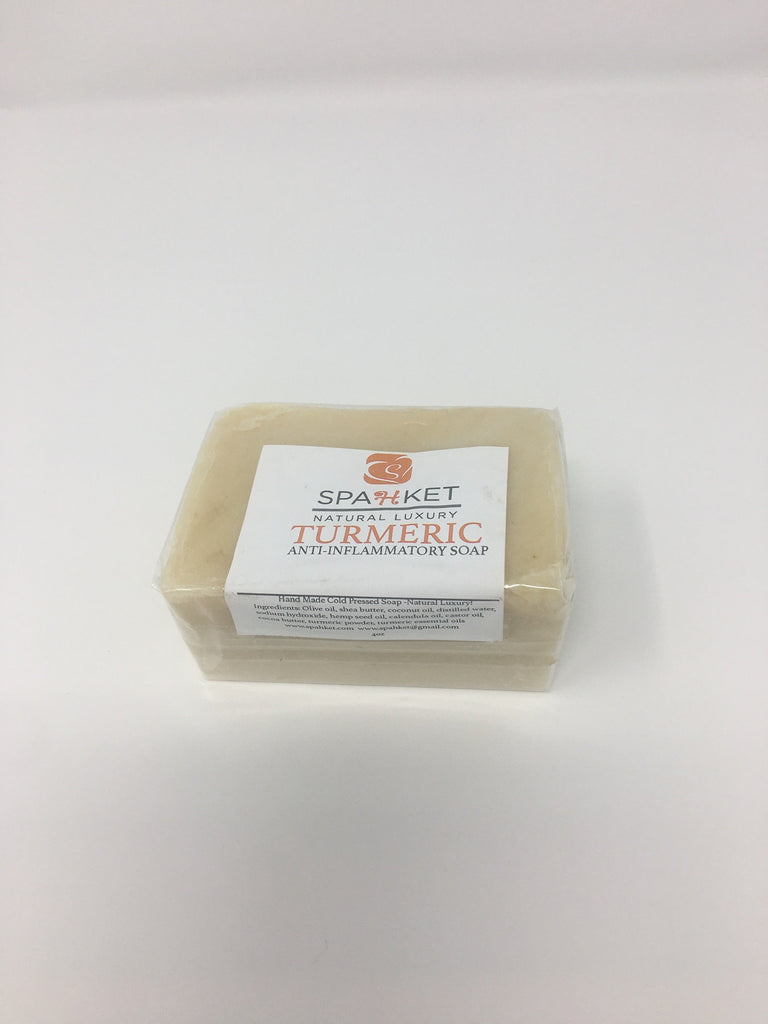 S
SPAHKET
NATURAL LUXURY
TURMERIC
ANTI-INFLAMMATORY SOAP
Hand Made Cold Pressed Soap -Natural Luxury!
Ingredients: Olive oil, shea butter, coconut oil, distilled water,
sodium hydroxide, hemp seed oil, calendula oil, castor oil,
cocoa butter, turmeric powder, turmeric essential oils
www.spahket.com www.spahket@gmail.com
4oz